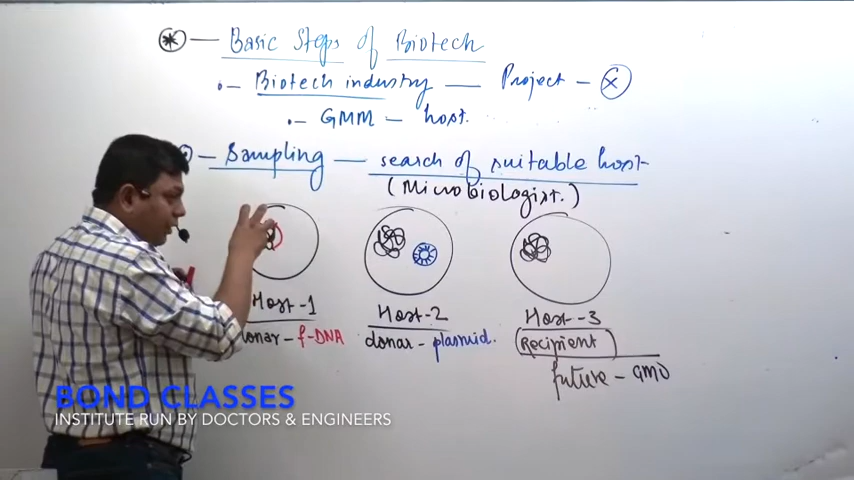 * — Basic Steps of Biotech
•— Biotech industry — Project – ×
•— GMM – host.
— Sampling — search of suitable host
(Microbiologist.)
Host-1 Host-2 Host-3
onar – f-DNA donar – plasmid. (Recipient)
future – GMO
BOND CLASSES
INSTITUTE RUN BY DOCTORS & ENGINEERS